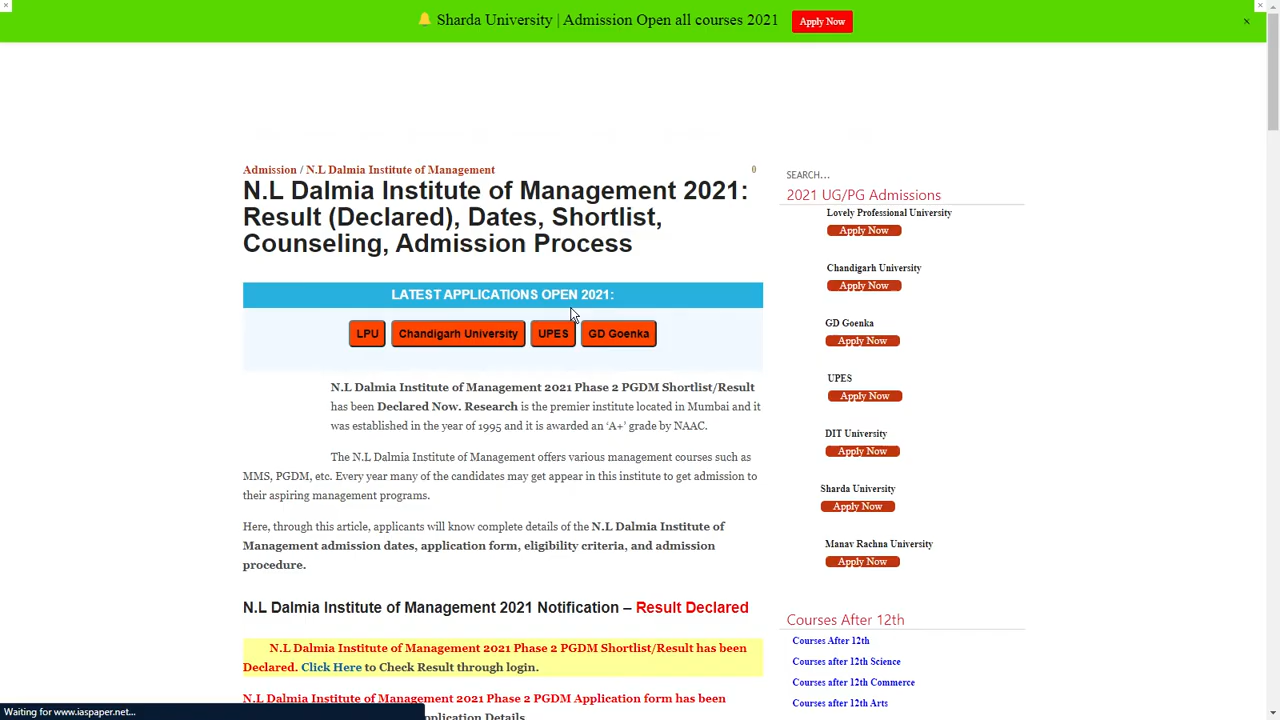 Sharda University | Admission Open all courses 2021
Apply Now
Admission / N.L Dalmia Institute of Management
0
N.L Dalmia Institute of Management 2021:
Result (Declared), Dates, Shortlist,
Counseling, Admission Process
LATEST APPLICATIONS OPEN 2021:
LPU
Chandigarh University
UPES
GD Goenka
N.L Dalmia Institute of Management 2021 Phase 2 PGDM Shortlist/Result
has been Declared Now. Research is the premier institute located in Mumbai and it
was established in the year of 1995 and it is awarded an ‘A+’ grade by NAAC.
The N.L Dalmia Institute of Management offers various management courses such as
MMS, PGDM, etc. Every year many of the candidates may get appear in this institute to get admission to
their aspiring management programs.
Here, through this article, applicants will know complete details of the N.L Dalmia Institute of
Management admission dates, application form, eligibility criteria, and admission
procedure.
N.L Dalmia Institute of Management 2021 Notification – Result Declared
N.L Dalmia Institute of Management 2021 Phase 2 PGDM Shortlist/Result has been
Declared. Click Here to Check Result through login.
N.L Dalmia Institute of Management 2021 Phase 2 PGDM Application form has been
pplication Details
SEARCH...
2021 UG/PG Admissions
Lovely Professional University
Apply Now
Chandigarh University
Apply Now
GD Goenka
Apply Now
UPES
Apply Now
DIT University
Apply Now
Sharda University
Apply Now
Manav Rachna University
Apply Now
Courses After 12th
Courses After 12th
Courses after 12th Science
Courses after 12th Commerce
Courses after 12th Arts
Waiting for www.iaspaper.net...